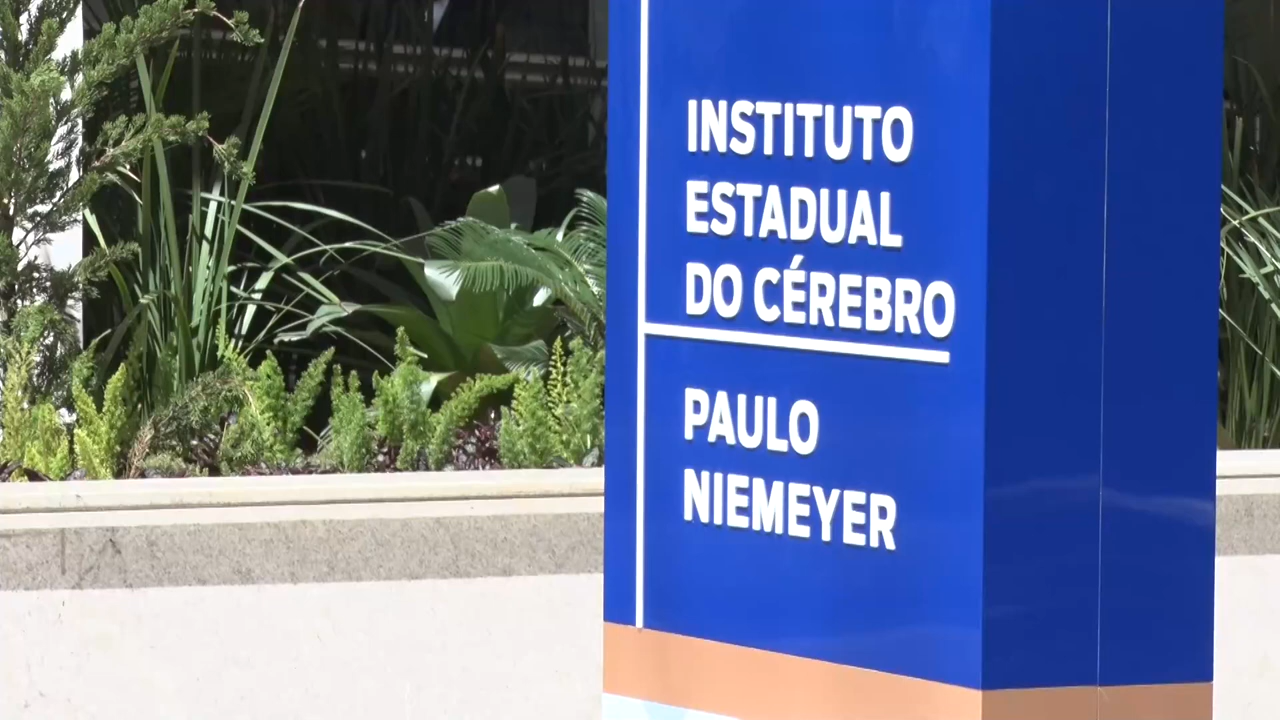 INSTITUTO
ESTADUAL
DO CÉREBRO
PAULO
NIEMEYER